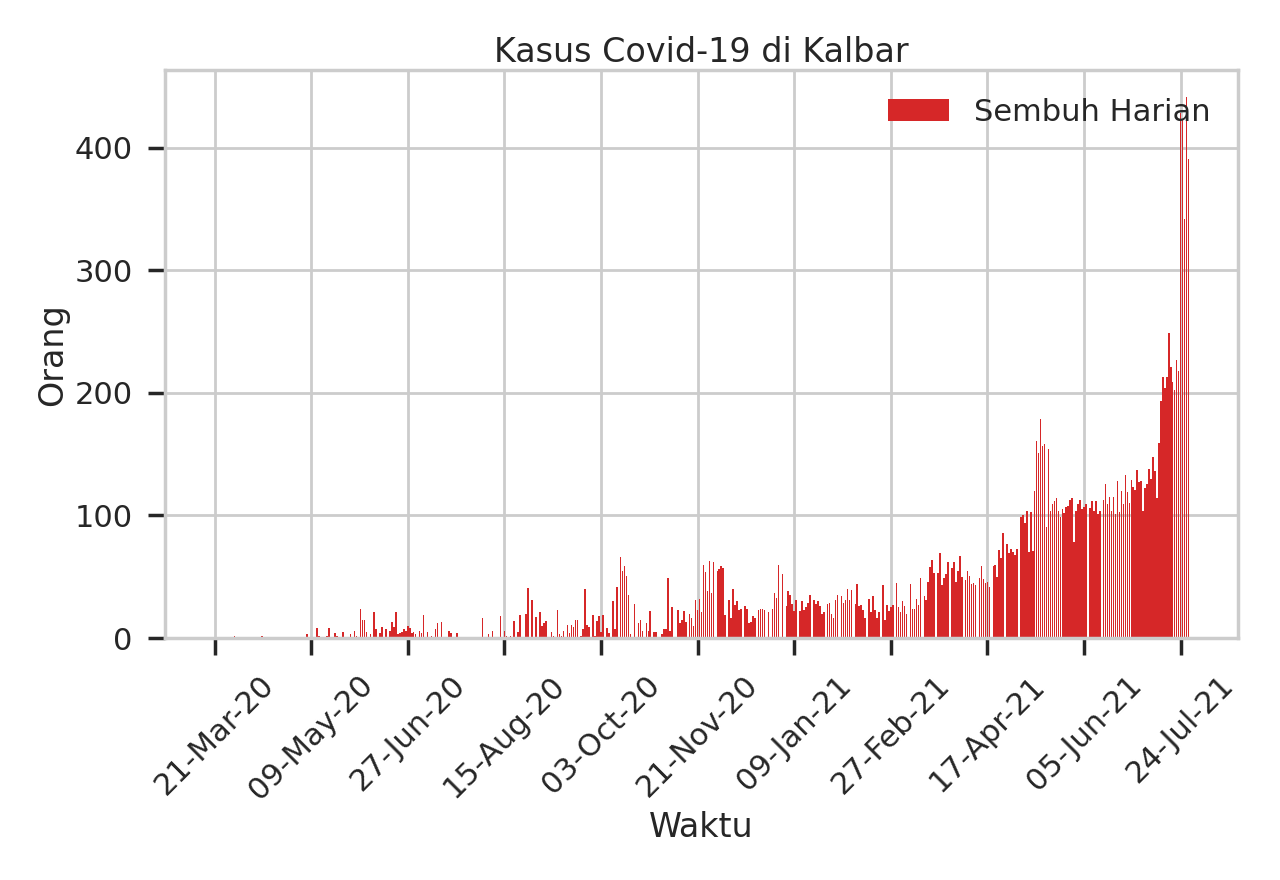 Kasus Covid-19 di Kalbar
Sembuh Harian
Orang
400
300
200
100
0
21-Mar-20
09-May-20
27-Jun-20
15-Aug-20
03-Oct-20
21-Nov-20
09-Jan-21
27-Feb-21
17-Apr-21
05-Jun-21
24-Jul-21
Waktu